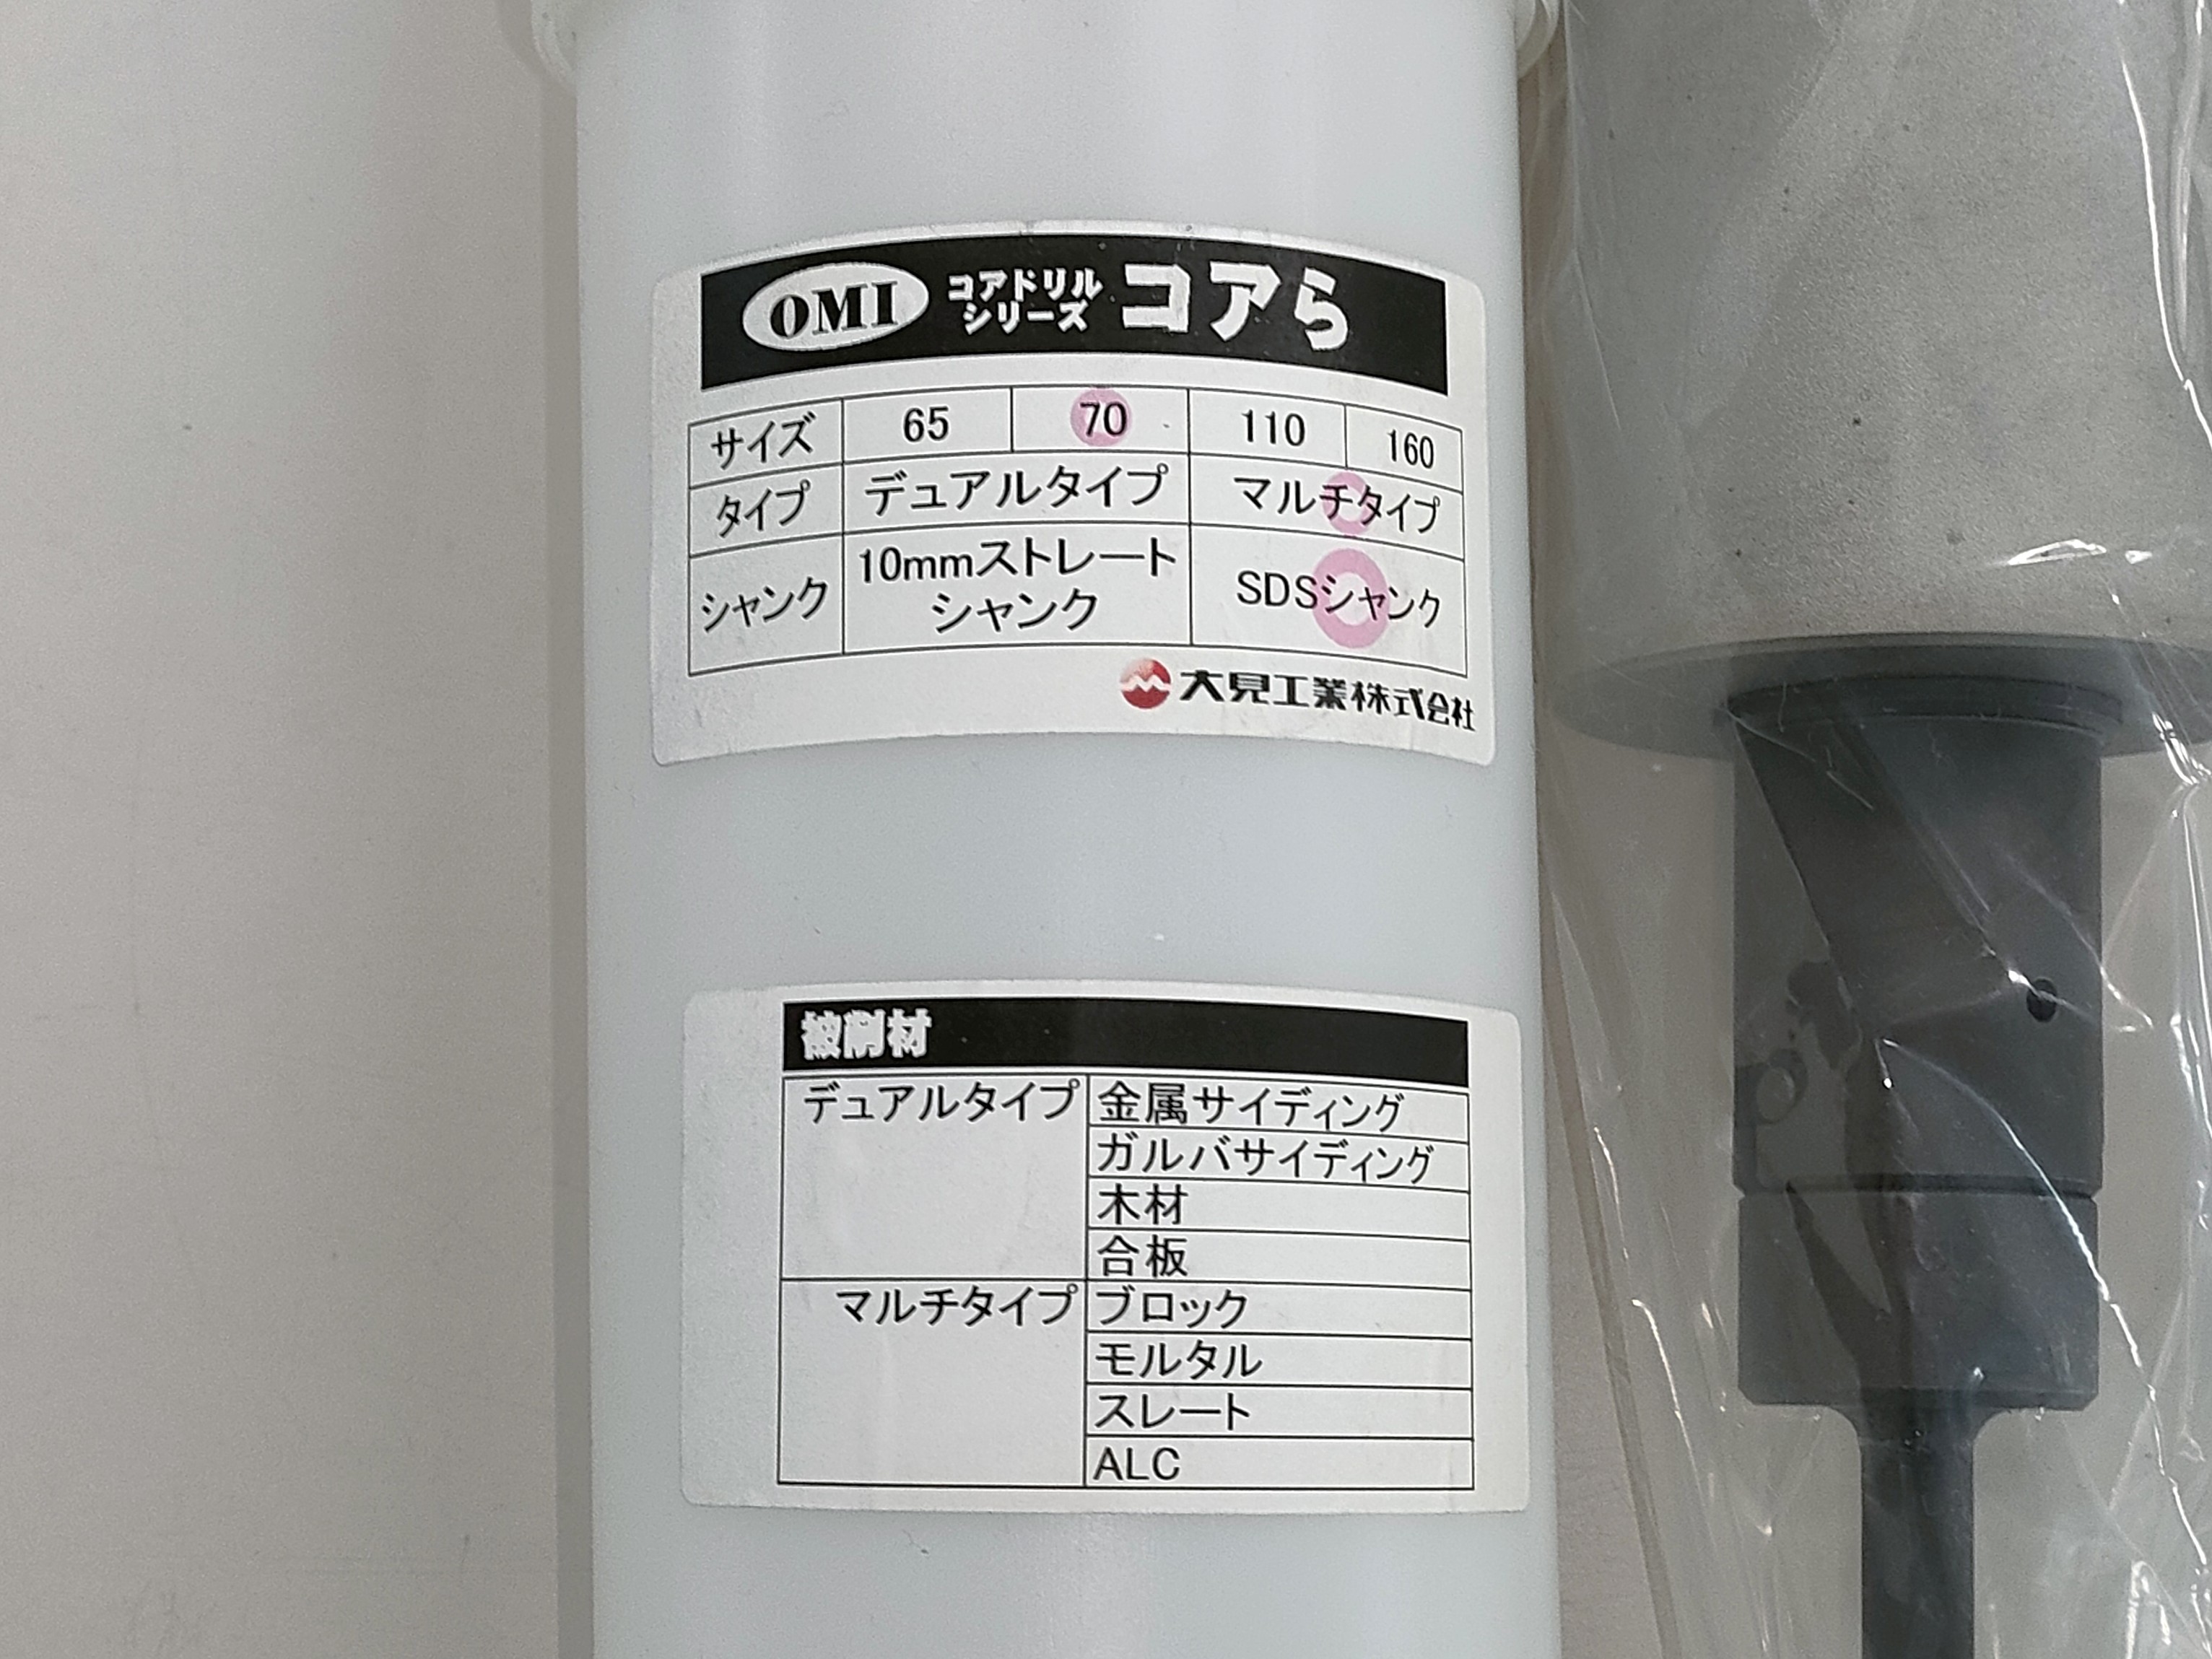 OMI コアドリル シリーズ コアら
サイズ 65 70 110 160
タイプ デュアルタイプ マルチタイプ
シャンク 10mmストレート シャンク SDSシャンク
大見工業株式会社
被削材
デュアルタイプ 金属サイディング
ガルバサイディング
木材
合板
マルチタイプ ブロック
モルタル
スレート
ALC